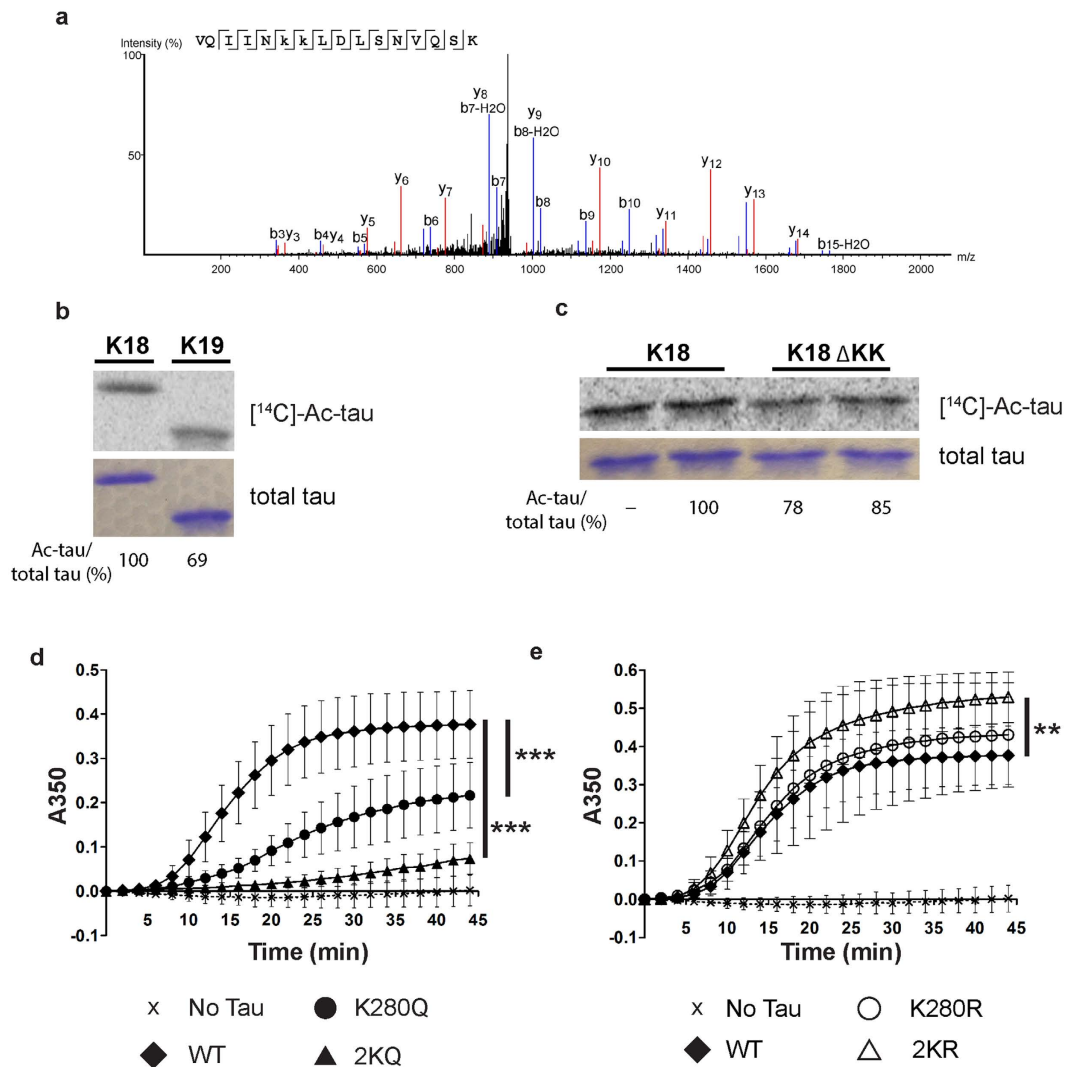 a
VQIINkkLDLSNVQSK
Intensity (%)
100
50
y8
b7-H2O
y9
b8-H2O
y10
y12
y6
y7
b7
b8
y13
y5
b6
b9
b10
y11
b3 y3
b4 y4
b5
y14
b15-H2O
200 400 600 800 1000 1200 1400 1600 1800 2000 m/z
b
K18 K19
[14C]-Ac-tau
total tau
Ac-tau/
total tau (%)
100 69
c
K18 K18 ΔKK
[14C]-Ac-tau
total tau
Ac-tau/
total tau (%)
– 100 78 85
d
A350
0.5
0.4
0.3
0.2
0.1
0.0
-0.1
5 10 15 20 25 30 35 40 45
Time (min)
***
***
x No Tau
K280Q
WT
2KQ
e
A350
0.6
0.5
0.4
0.3
0.2
0.1
0.0
-0.1
5 10 15 20 25 30 35 40 45
Time (min)
**
x No Tau
K280R
WT
2KR